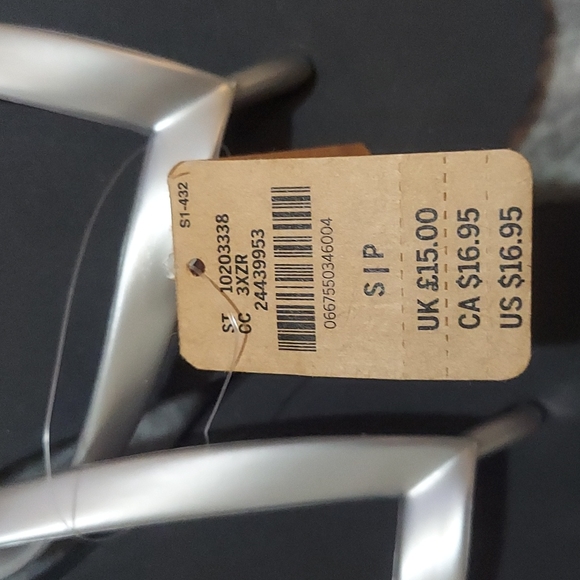 S1-432
ST 10203338
CC 3XZR
24439953
0667550346004
S|P
UK £15.00
CA $16.95
US $16.95